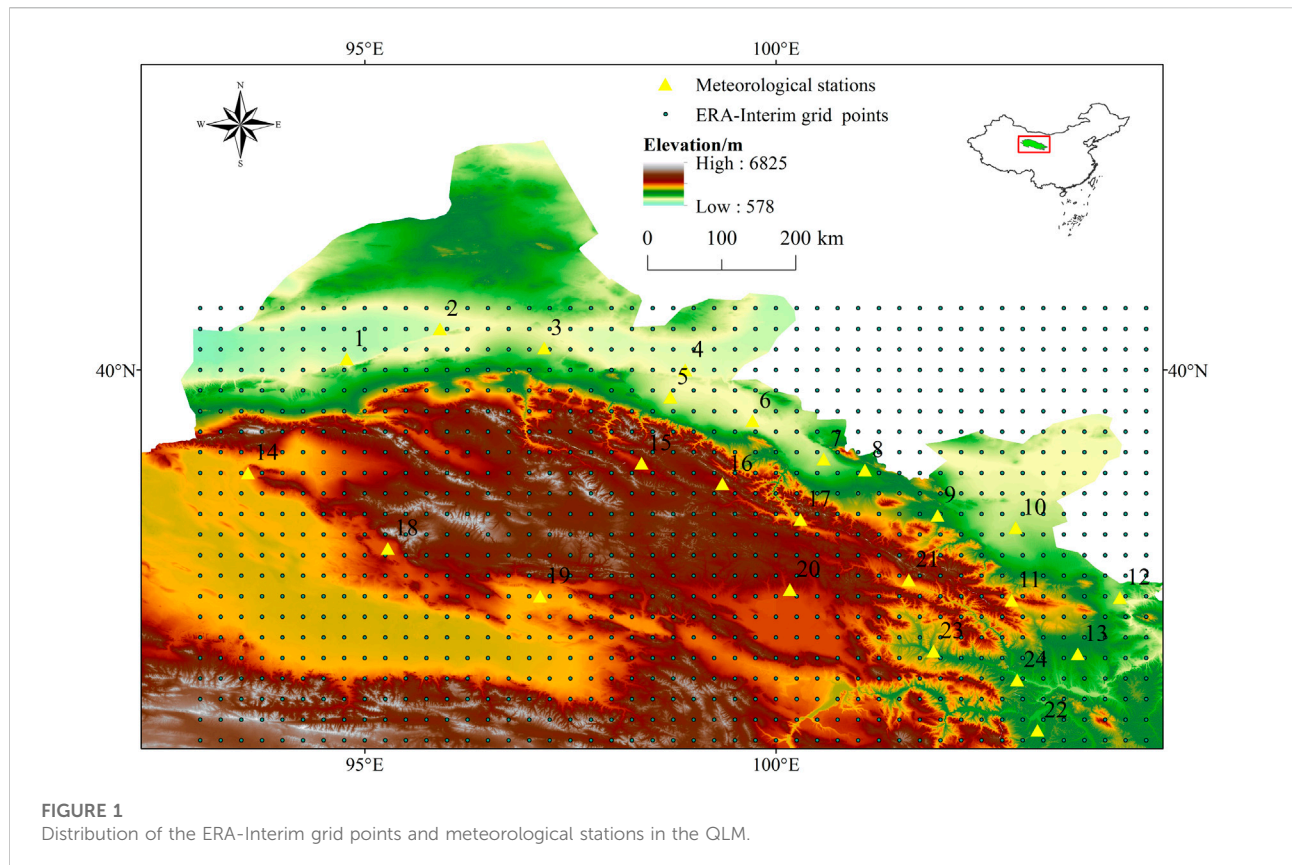 95°E 100°E
N
W E
S
Meteorological stations
ERA-Interim grid points
Elevation/m
High : 6825
Low : 578
0 100 200 km
2
1 3 4
40°N 40°N
5
6
7 8
14 15 16
9
17 10
18
19 20 21 11 12
23 13
24
22
95°E 100°E
FIGURE 1
Distribution of the ERA-Interim grid points and meteorological stations in the QLM.